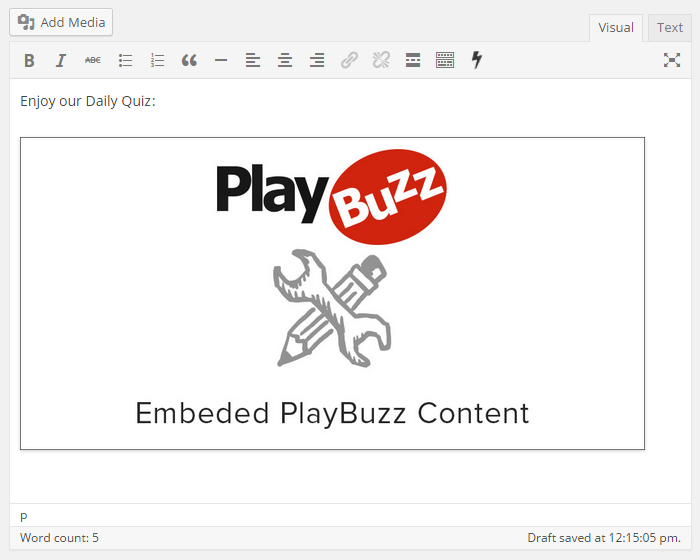 Add Media
Visual Text
B I ABC
Enjoy our Daily Quiz:
Play Buzz
Embeded PlayBuzz Content
p
Word count: 5 Draft saved at 12:15:05 pm.